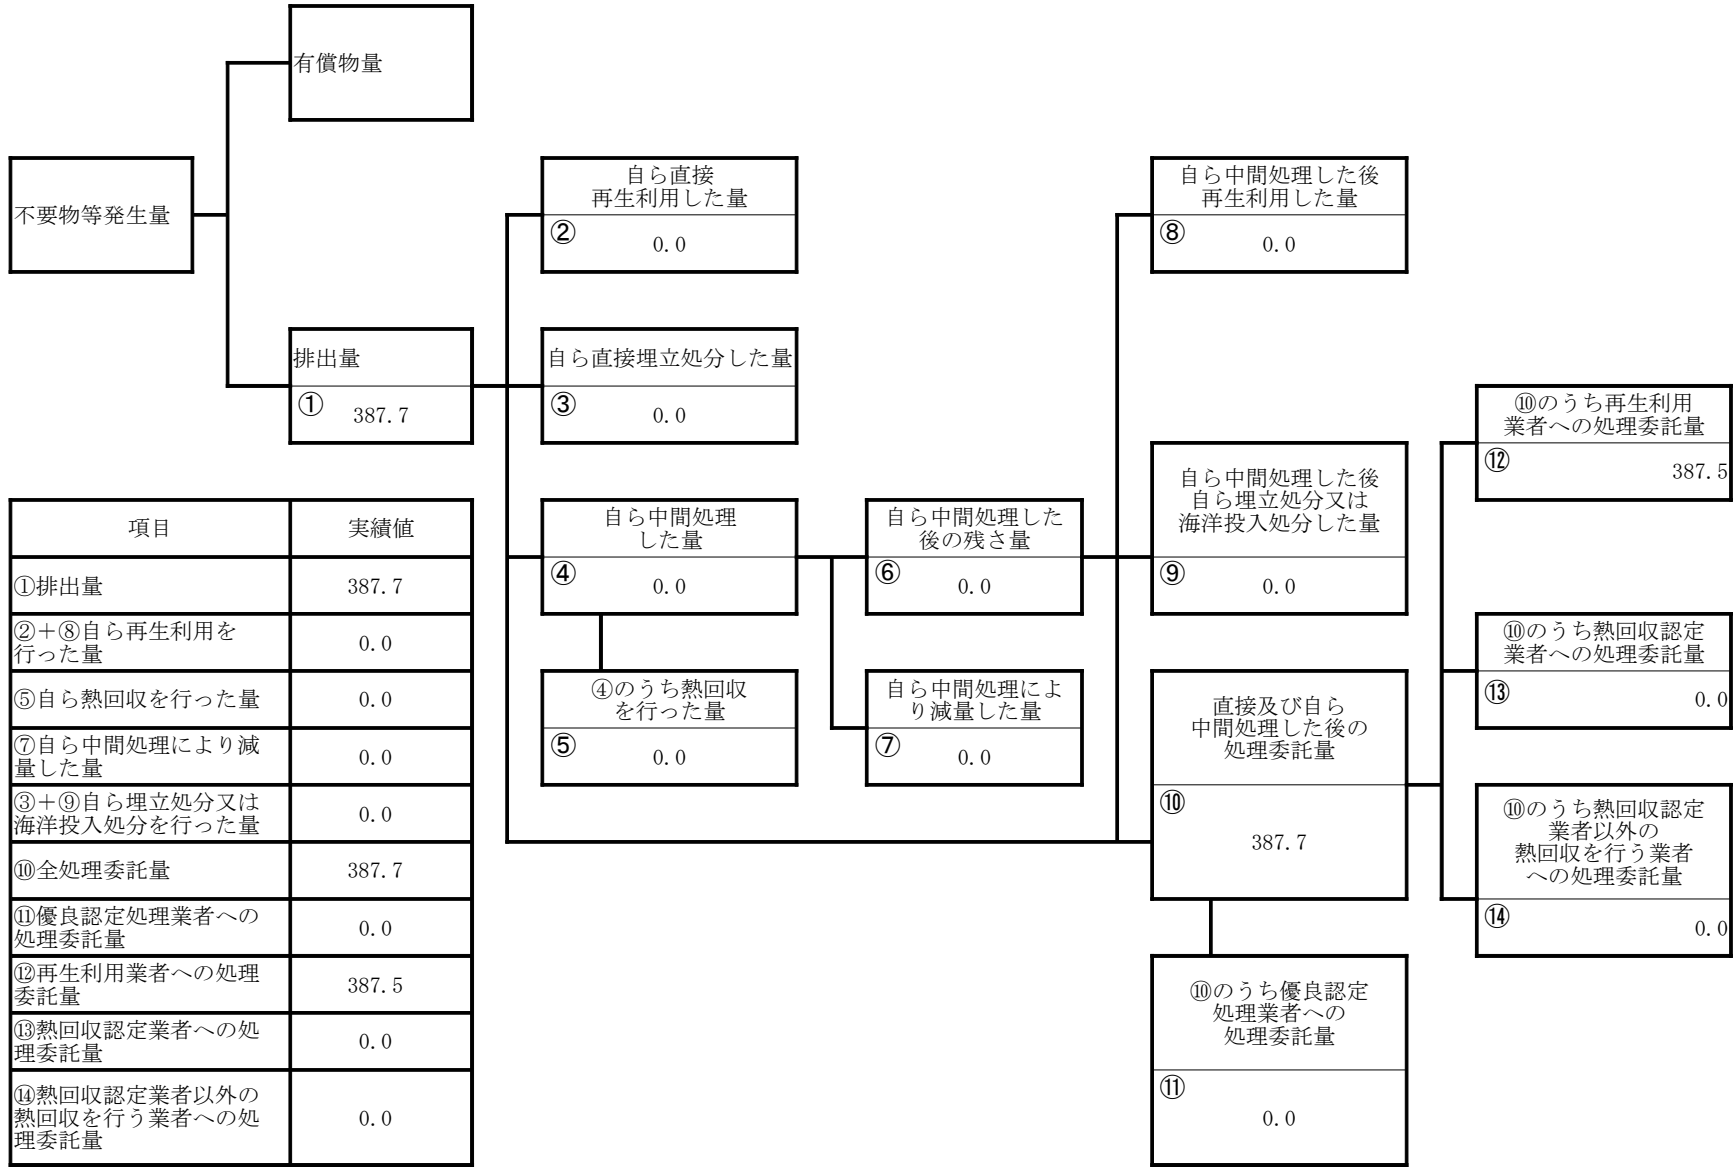 有償物量
不要物等発生量
自ら直接
再生利用した量
②
0.0
自ら中間処理した後
再生利用した量
⑧
0.0
排出量
①
387.7
自ら直接埋立処分した量
③
0.0
⑩のうち再生利用
業者への処理委託量
⑫
387.5
自ら中間処理
した量
④
0.0
自ら中間処理した
後の残さ量
⑥
0.0
自ら中間処理した後
自ら埋立処分又は
海洋投入処分した量
⑨
0.0
⑩のうち熱回収認定
業者への処理委託量
⑬
0.0
④のうち熱回収
を行った量
⑤
0.0
自ら中間処理によ
り減量した量
⑦
0.0
直接及び自ら
中間処理した後の
処理委託量
⑩
387.7
⑩のうち熱回収認定
業者以外の
熱回収を行う業者
への処理委託量
⑭
0.0
⑩のうち優良認定
処理業者への
処理委託量
⑪
0.0
項目 実績値
①排出量 387.7
②＋⑧自ら再生利用を
行った量 0.0
⑤自ら熱回収を行った量 0.0
⑦自ら中間処理により減
量した量 0.0
③＋⑨自ら埋立処分又は
海洋投入処分を行った量 0.0
⑩全処理委託量 387.7
⑪優良認定処理業者への
処理委託量 0.0
⑫再生利用業者への処理
委託量 387.5
⑬熱回収認定業者への処
理委託量 0.0
⑭熱回収認定業者以外の
熱回収を行う業者への処
理委託量 0.0